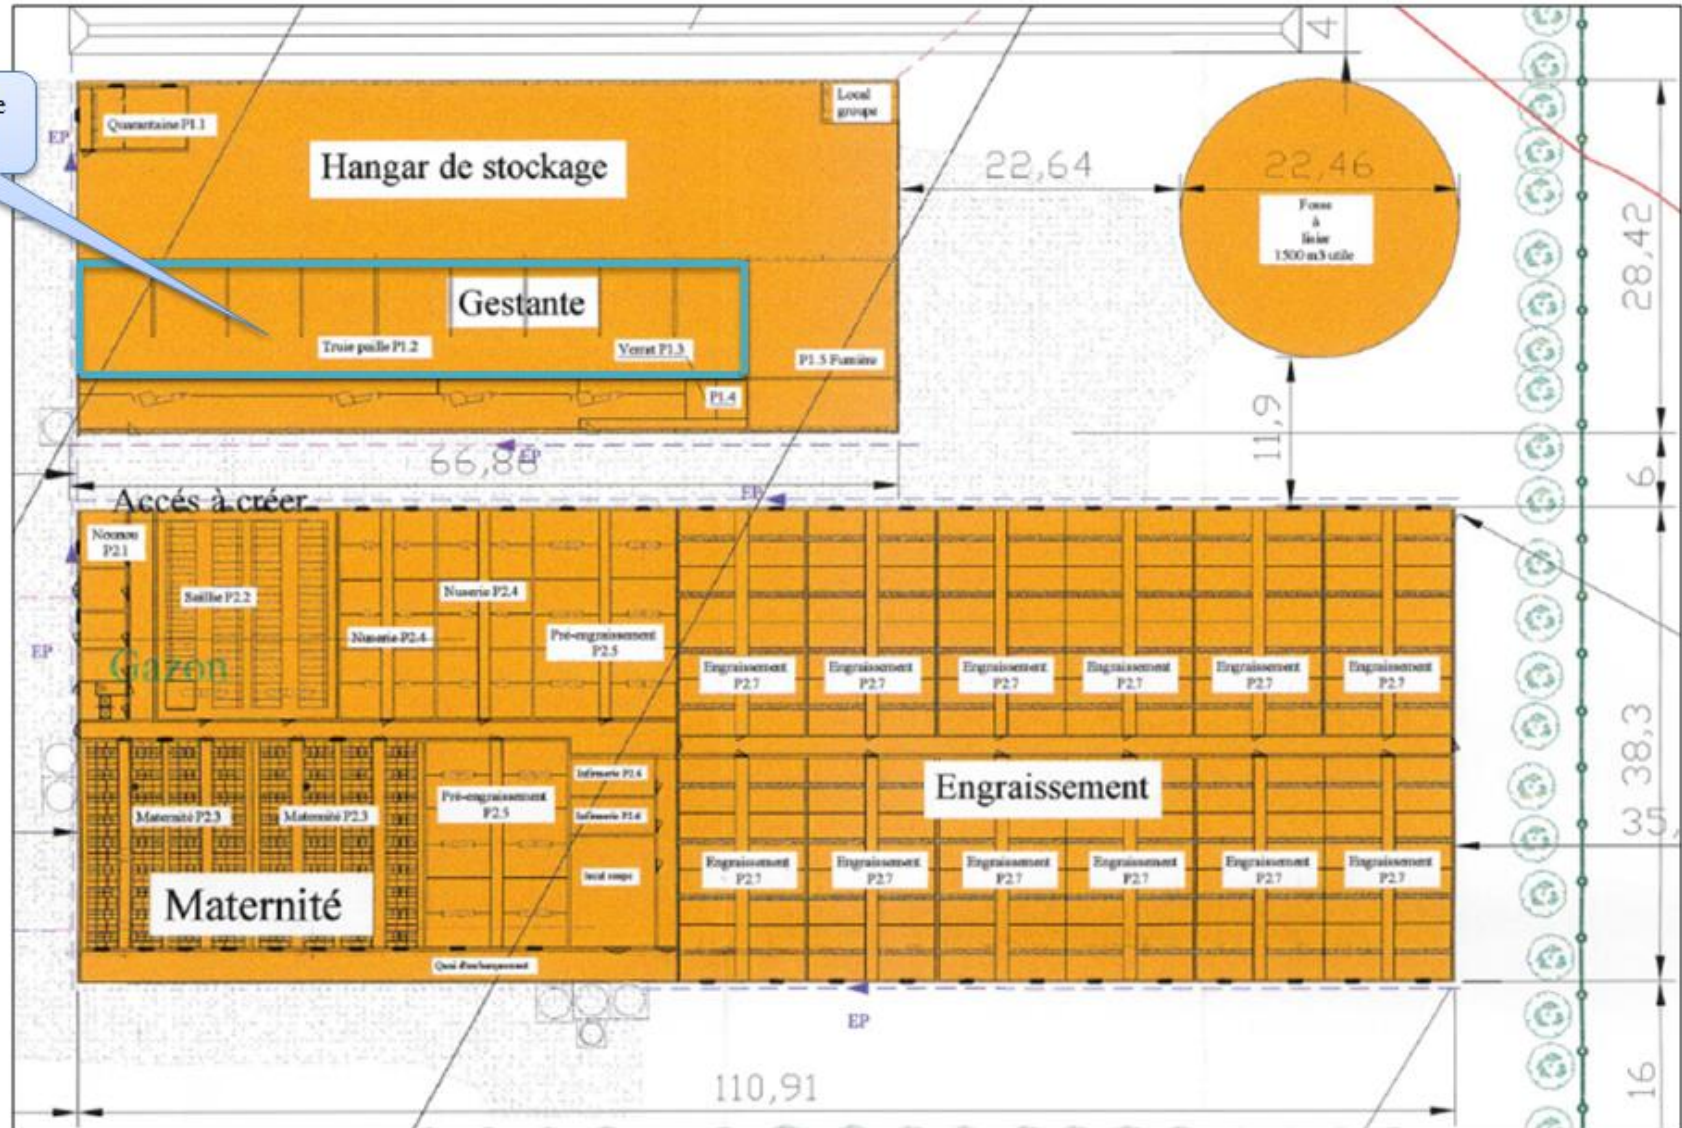 4
e
Quarantaine P1.1
Local
groupe
EP
Hangar de stockage
22,64
22,46
Fosse
à
lisier
1500 m3 utile
28,42
Gestante
Truie paille P1.2
Verrat P1.3
P1.5 Fumière
P1.4
11,9
EP
66,88
6
Accés à créer
EP
Nounou
P2.1
Saillie P2.2
Nuserie P2.4
Nuserie P2.4
Pré-engraissement
P2.5
EP
Gazon
Engraissement
P2.7
Engraissement
P2.7
Engraissement
P2.7
Engraissement
P2.7
Engraissement
P2.7
Engraissement
P2.7
38,3
35,
Infirmerie P2.6
Infirmerie P2.6
Pré-engraissement
P2.5
Engraissement
Maternité P2.3
Maternité P2.3
local soupe
Engraissement
P2.7
Engraissement
P2.7
Engraissement
P2.7
Engraissement
P2.7
Engraissement
P2.7
Engraissement
P2.7
Maternité
Quai d'embarquement
EP
110,91
16